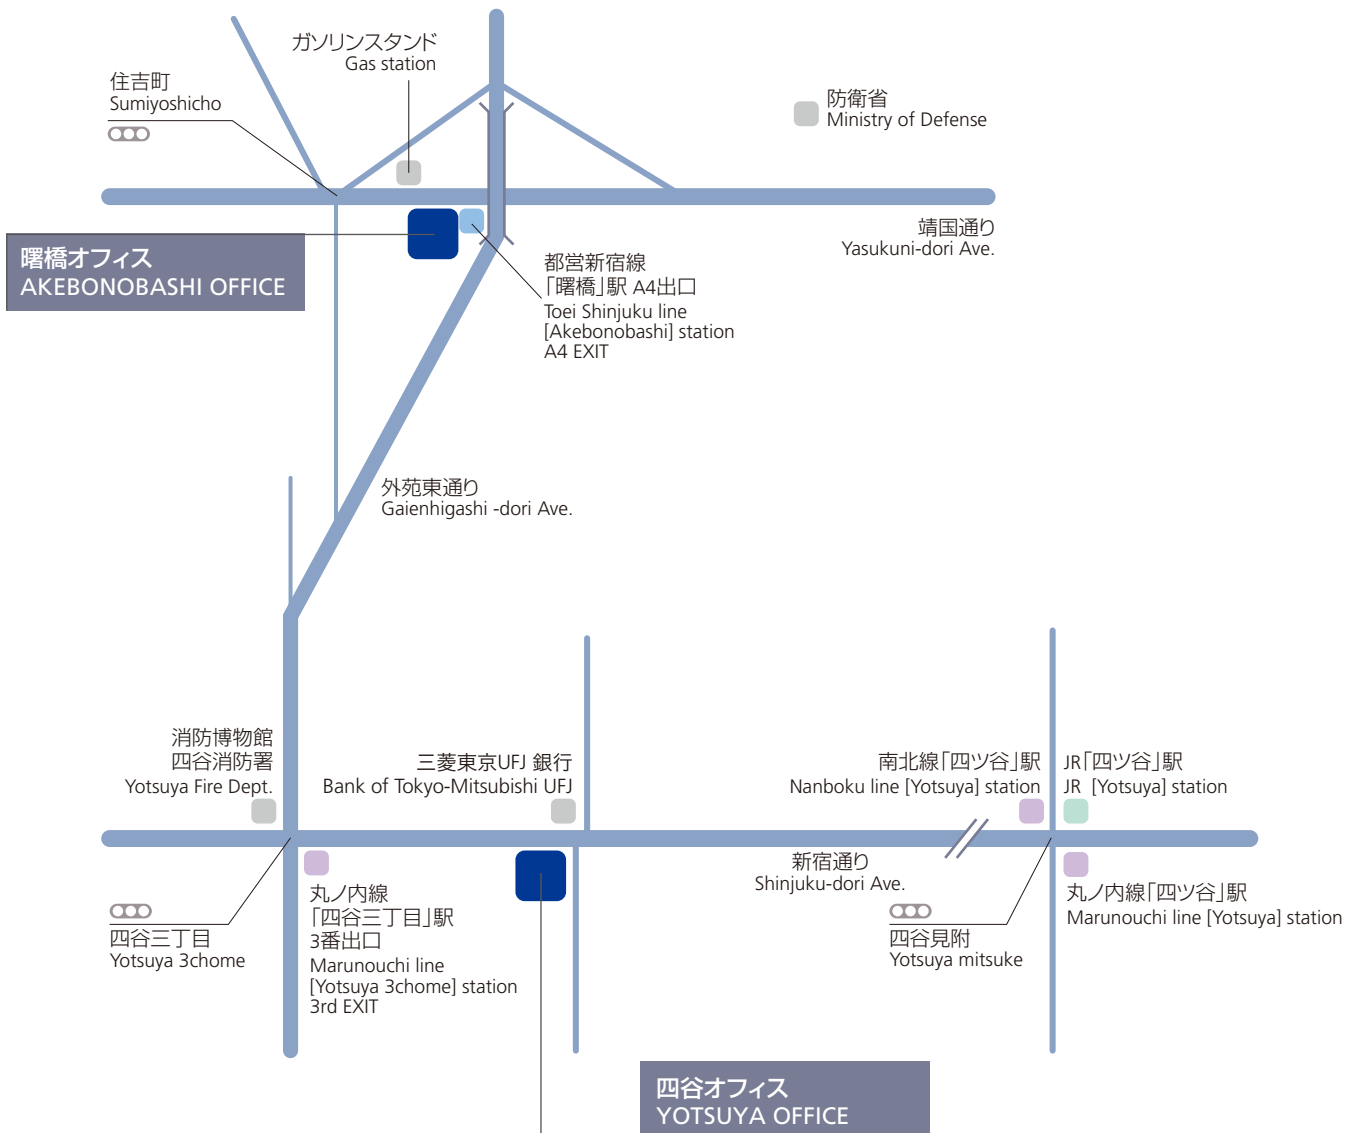 ガソリンスタンド
Gas station
住吉町
Sumiyoshicho
防衛省
Ministry of Defense
靖国通り
Yasukuni-dori Ave.
曙橋オフィス
AKEBONOBASHI OFFICE
都営新宿線
「曙橋」駅 A4出口
Toei Shinjuku line
[Akebonobashi] station
A4 EXIT
外苑東通り
Gaienhigashi -dori Ave.
消防博物館
四谷消防署
Yotsuya Fire Dept.
三菱東京UFJ 銀行
Bank of Tokyo-Mitsubishi UFJ
南北線「四ツ谷」駅
Nanboku line [Yotsuya] station
JR「四ツ谷」駅
JR [Yotsuya] station
新宿通り
Shinjuku-dori Ave.
丸ノ内線「四ツ谷」駅
Marunouchi line [Yotsuya] station
四谷三丁目
Yotsuya 3chome
丸ノ内線
「四谷三丁目」駅
3番出口
Marunouchi line
[Yotsuya 3chome] station
3rd EXIT
四谷見附
Yotsuya mitsuke
四谷オフィス
YOTSUYA OFFICE